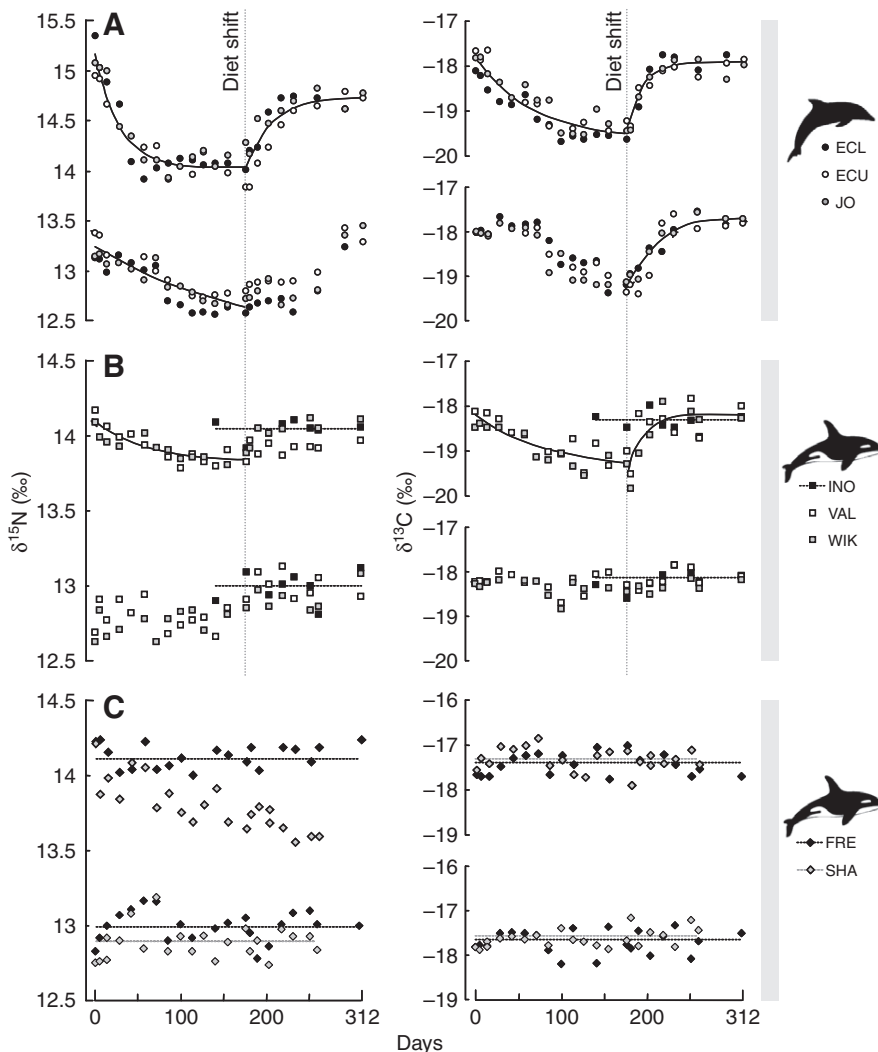 A
Diet shift
Diet shift
15.5
15
14.5
14
13.5
13
12.5
–17
–18
–19
–20
–17
–18
–19
–20
ECL
ECU
JO
B
δ15N (‰)
14.5
14
13.5
13
12.5
δ13C (‰)
–17
–18
–19
–20
–17
–18
–19
–20
INO
VAL
WIK
C
14.5
14
13.5
13
12.5
–16
–17
–18
–19
–16
–17
–18
–19
FRE
SHA
0 100 200 312
0 100 200 312
Days